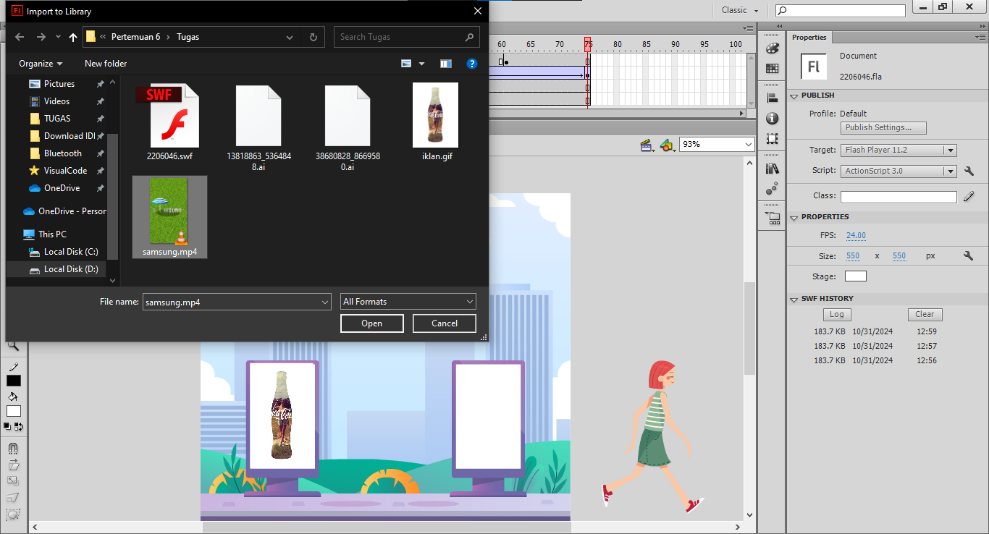 Import to Library
Pertemuan 6
Tugas
Search Tugas
Organize
New folder
Pictures
Videos
TUGAS
Download IDI
Bluetooth
VisualCode
OneDrive
OneDrive - Person
This PC
Local Disk (C:)
Local Disk (D:)
SWF
2206046.swf
13818863_536484
8.ai
38680828_866958
0.ai
iklan.gif
samsung.mp4
File name:
samsung.mp4
All Formats
Open
Cancel
Classic
60 65 70 75 80 85 90 95 100
93%
Properties
Fl
Document
2206046.fla
PUBLISH
Profile: Default
Publish Settings...
Target: Flash Player 11.2
Script: ActionScript 3.0
Class:
PROPERTIES
FPS: 24.00
Size: 550 x 550 px
Stage:
SWF HISTORY
Log
Clear
183.7 KB 10/31/2024 12:59
183.7 KB 10/31/2024 12:57
183.7 KB 10/31/2024 12:56